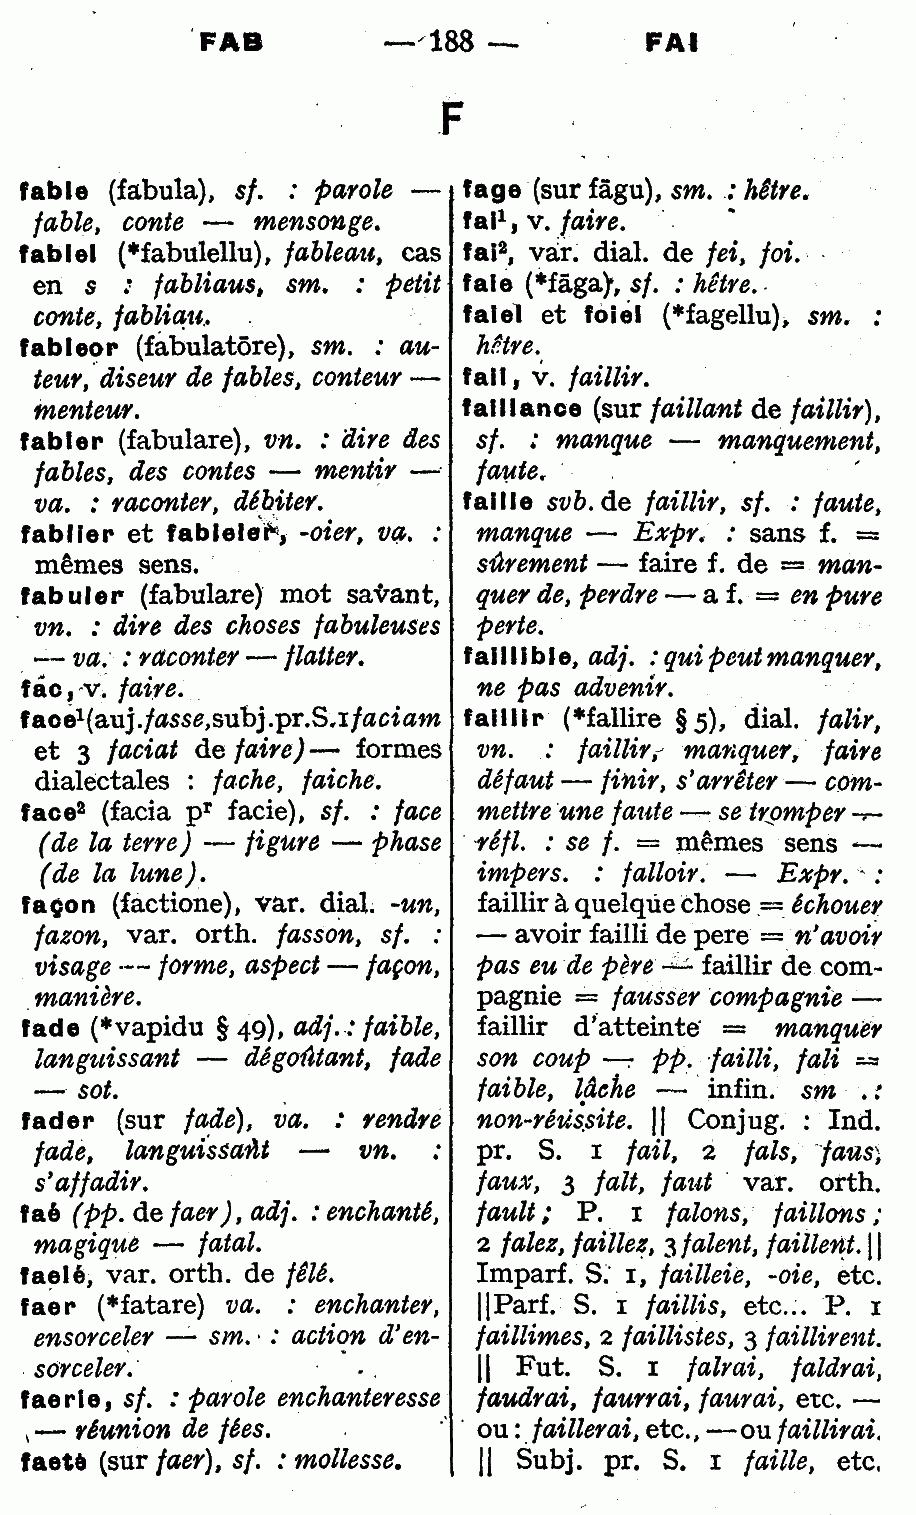 FAB — 188 — FAI
F
fable (fabula), sf. : parole —
fable, conte — mensonge.
fablel (*fabulellu), fableau, cas
en s : fabliaus, sm. : petit
conte, fabliau.
fableor (fabulatōre), sm. : au-
teur, diseur de fables, conteur —
menteur.
fabler (fabulare), vn. : dire des
fables, des contes — mentir —
va. : raconter, débiter.
fablier et fableier, -oier, va. :
mêmes sens.
fabuler (fabulare) mot savant,
vn. : dire des choses fabuleuses
— va. : raconter — flatter.
fac, v. faire.
face¹(auj.fasse,subj.pr.S.1faciam
et 3 faciat de faire) — formes
dialectales : fache, faiche.
face² (facia pʳ facie), sf. : face
(de la terre) — figure — phase
(de la lune).
façon (factione), var. dial. -un,
fazon, var. orth. fasson, sf. :
visage — forme, aspect — façon,
manière.
fade (*vapidu § 49), adj. : faible,
languissant — dégoûtant, fade
— sot.
fader (sur fade), va. : rendre
fade, languissant — vn. :
s'affadir.
faé (pp. de faer), adj. : enchanté,
magique — fatal.
faelé, var. orth. de fêlé.
faer (*fatare) va. : enchanter,
ensorceler — sm. : action d'en-
sorceler.
faerie, sf. : parole enchanteresse
— réunion de fées.
faeté (sur faer), sf. : mollesse.
fage (sur fāgu), sm. : hêtre.
fai¹, v. faire.
fai², var. dial. de fei, foi.
faie (*fāga), sf. : hêtre.
faiel et foiel (*fagellu), sm. :
hêtre.
fail, v. faillir.
faillance (sur faillant de faillir),
sf. : manque — manquement,
faute.
faille svb. de faillir, sf. : faute,
manque — Expr. : sans f. =
sûrement — faire f. de = man-
quer de, perdre — a f. = en pure
perte.
faillible, adj. : qui peut manquer,
ne pas advenir.
faillir (*fallire § 5), dial. falir,
vn. : faillir, manquer, faire
défaut — finir, s'arrêter — com-
mettre une faute — se tromper —
réfl. : se f. = mêmes sens —
impers. : falloir. — Expr. :
faillir à quelque chose = échouer
— avoir failli de pere = n'avoir
pas eu de père — faillir de com-
pagnie = fausser compagnie —
faillir d'atteinte = manquer
son coup — pp. failli, fali =
faible, lâche — infin. sm. :
non-réussite. || Conjug. : Ind.
pr. S. 1 fail, 2 fals, faus,
faux, 3 falt, faut var. orth.
fault ; P. 1 falons, faillons ;
2 falez, faillez, 3 falent, faillent. ||
Imparf. S. 1, failleie, -oie, etc.
||Parf. S. 1 faillis, etc... P. 1
faillimes, 2 faillistes, 3 faillirent.
|| Fut. S. 1 falrai, faldrai,
faudrai, faurrai, faurai, etc. —
ou : faillerai, etc., — ou faillirai.
|| Subj. pr. S. 1 faille, etc.